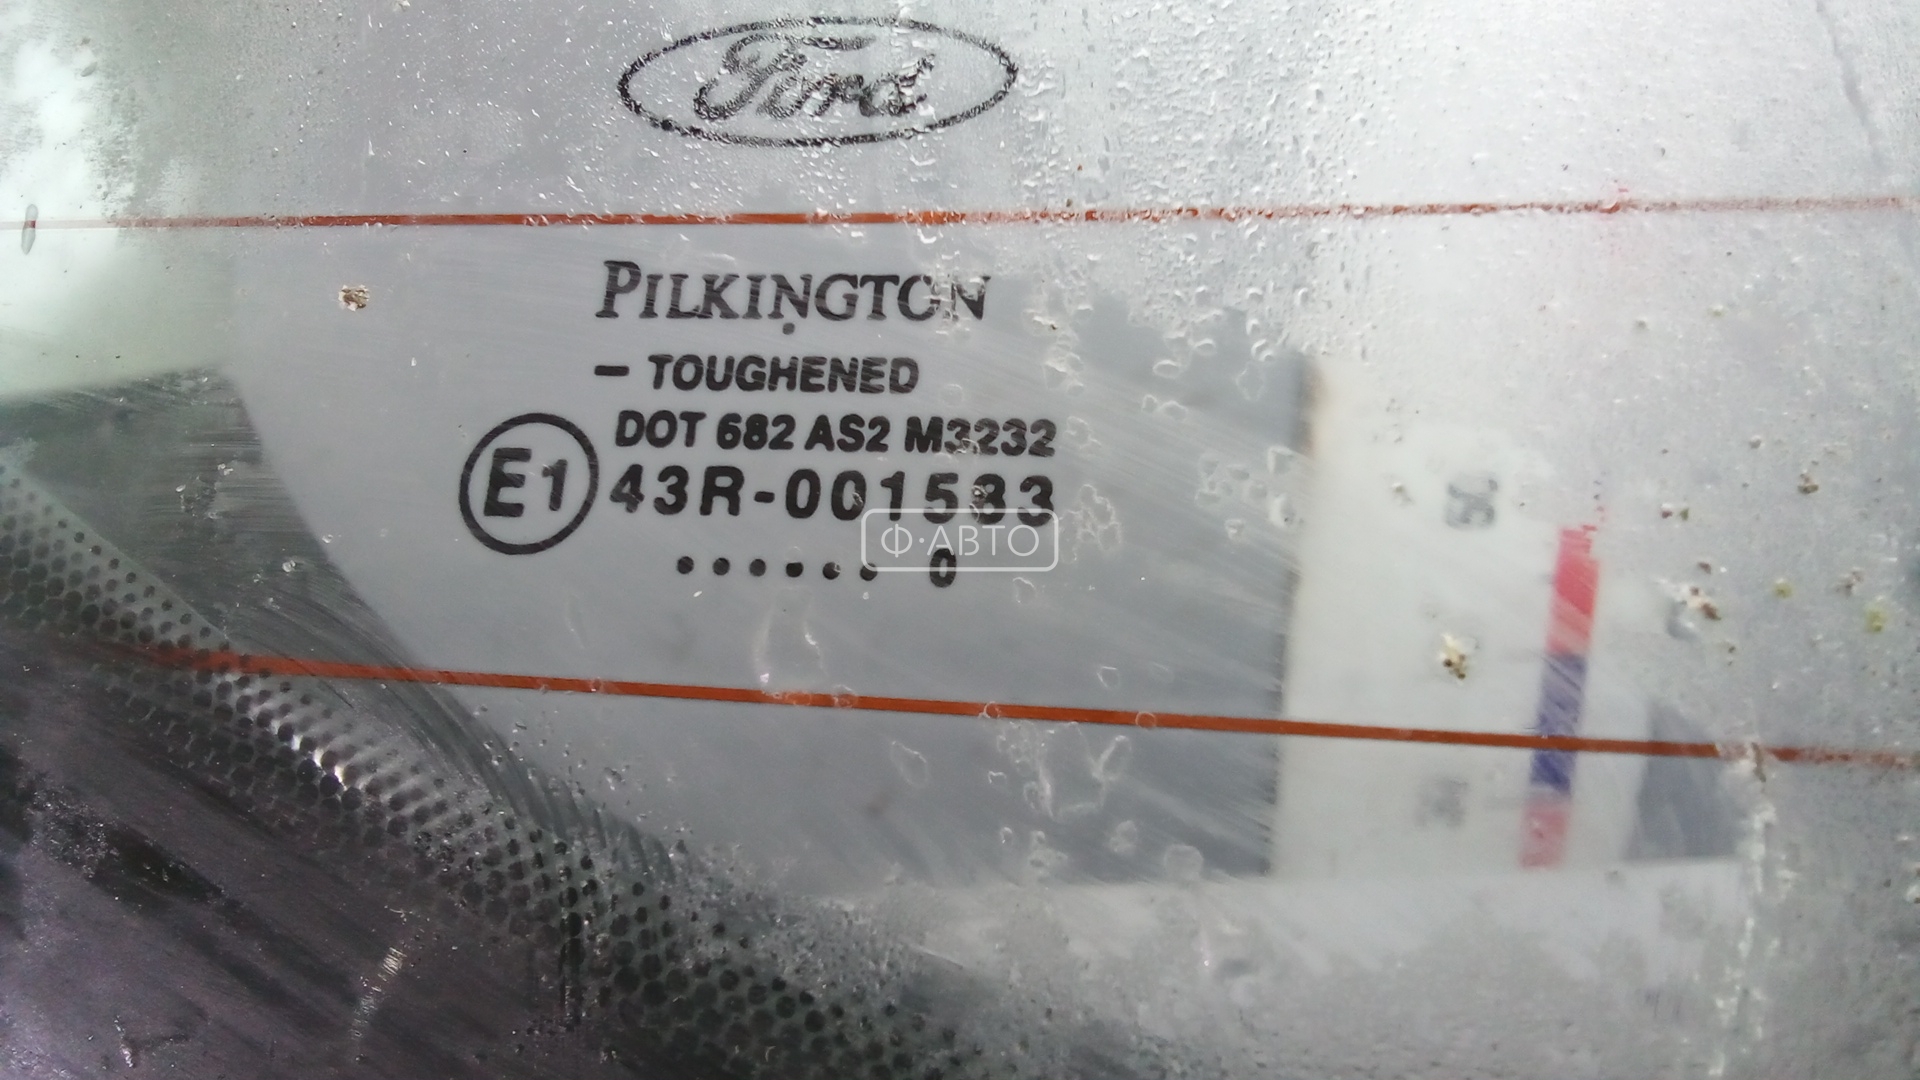 Ford
PILKINGTON
– TOUGHENED
DOT 682 AS2 M3232
E1 43R-001583
Ф·АВТО
...... 0